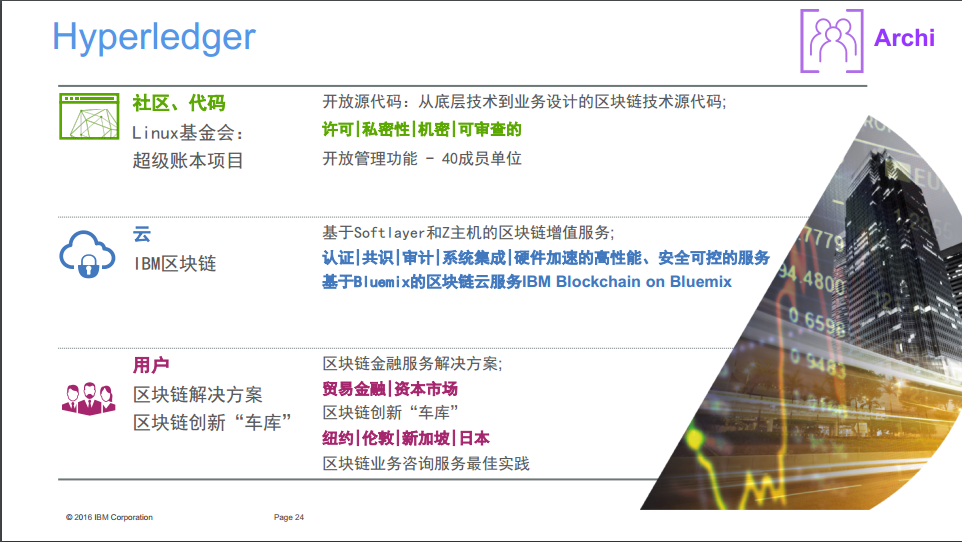 Hyperledger
Archi
社区、代码
Linux基金会：
超级账本项目
开放源代码：从底层技术到业务设计的区块链技术源代码;
许可|私密性|机密|可审查的
开放管理功能 - 40成员单位
云
IBM区块链
基于Softlayer和Z主机的区块链增值服务;
认证|共识|审计|系统集成|硬件加速的高性能、安全可控的服务
基于Bluemix的区块链云服务IBM Blockchain on Bluemix
用户
区块链解决方案
区块链创新“车库”
区块链金融服务解决方案;
贸易金融|资本市场
区块链创新“车库”
纽约|伦敦|新加坡|日本
区块链业务咨询服务最佳实践
EU
7779
94.4800
0.6598
0.9483
© 2016 IBM Corporation
Page 24